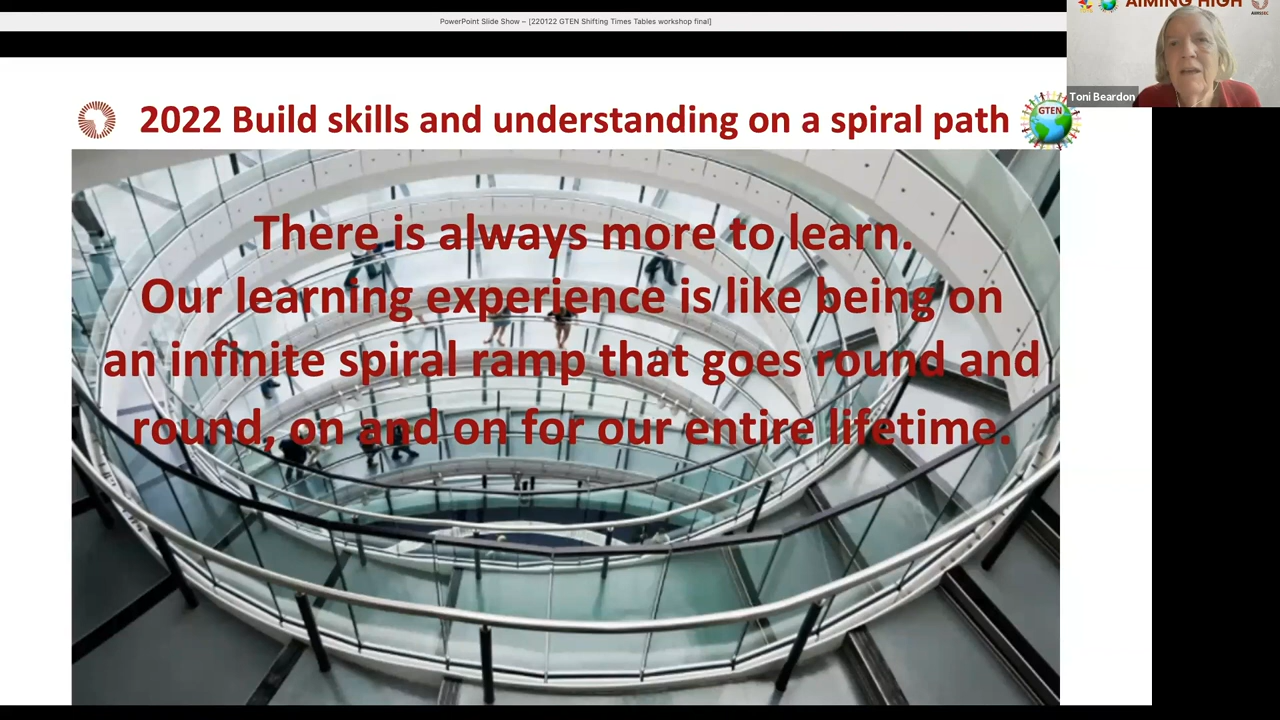 PowerPoint Slide Show – [220122 GTEN Shifting Times Tables workshop final]
AIMING HIGH
AIMSSEC
Toni Beardon
2022 Build skills and understanding on a spiral path
GTEN
There is always more to learn.
Our learning experience is like being on
an infinite spiral ramp that goes round and
round, on and on for our entire lifetime.